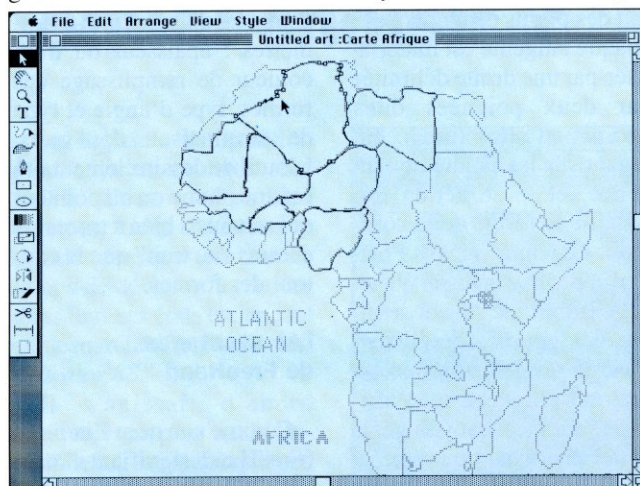 File Edit Arrange View Style Window
Untitled art :Carte Afrique
T
ATLANTIC
OCEAN
AFRICA